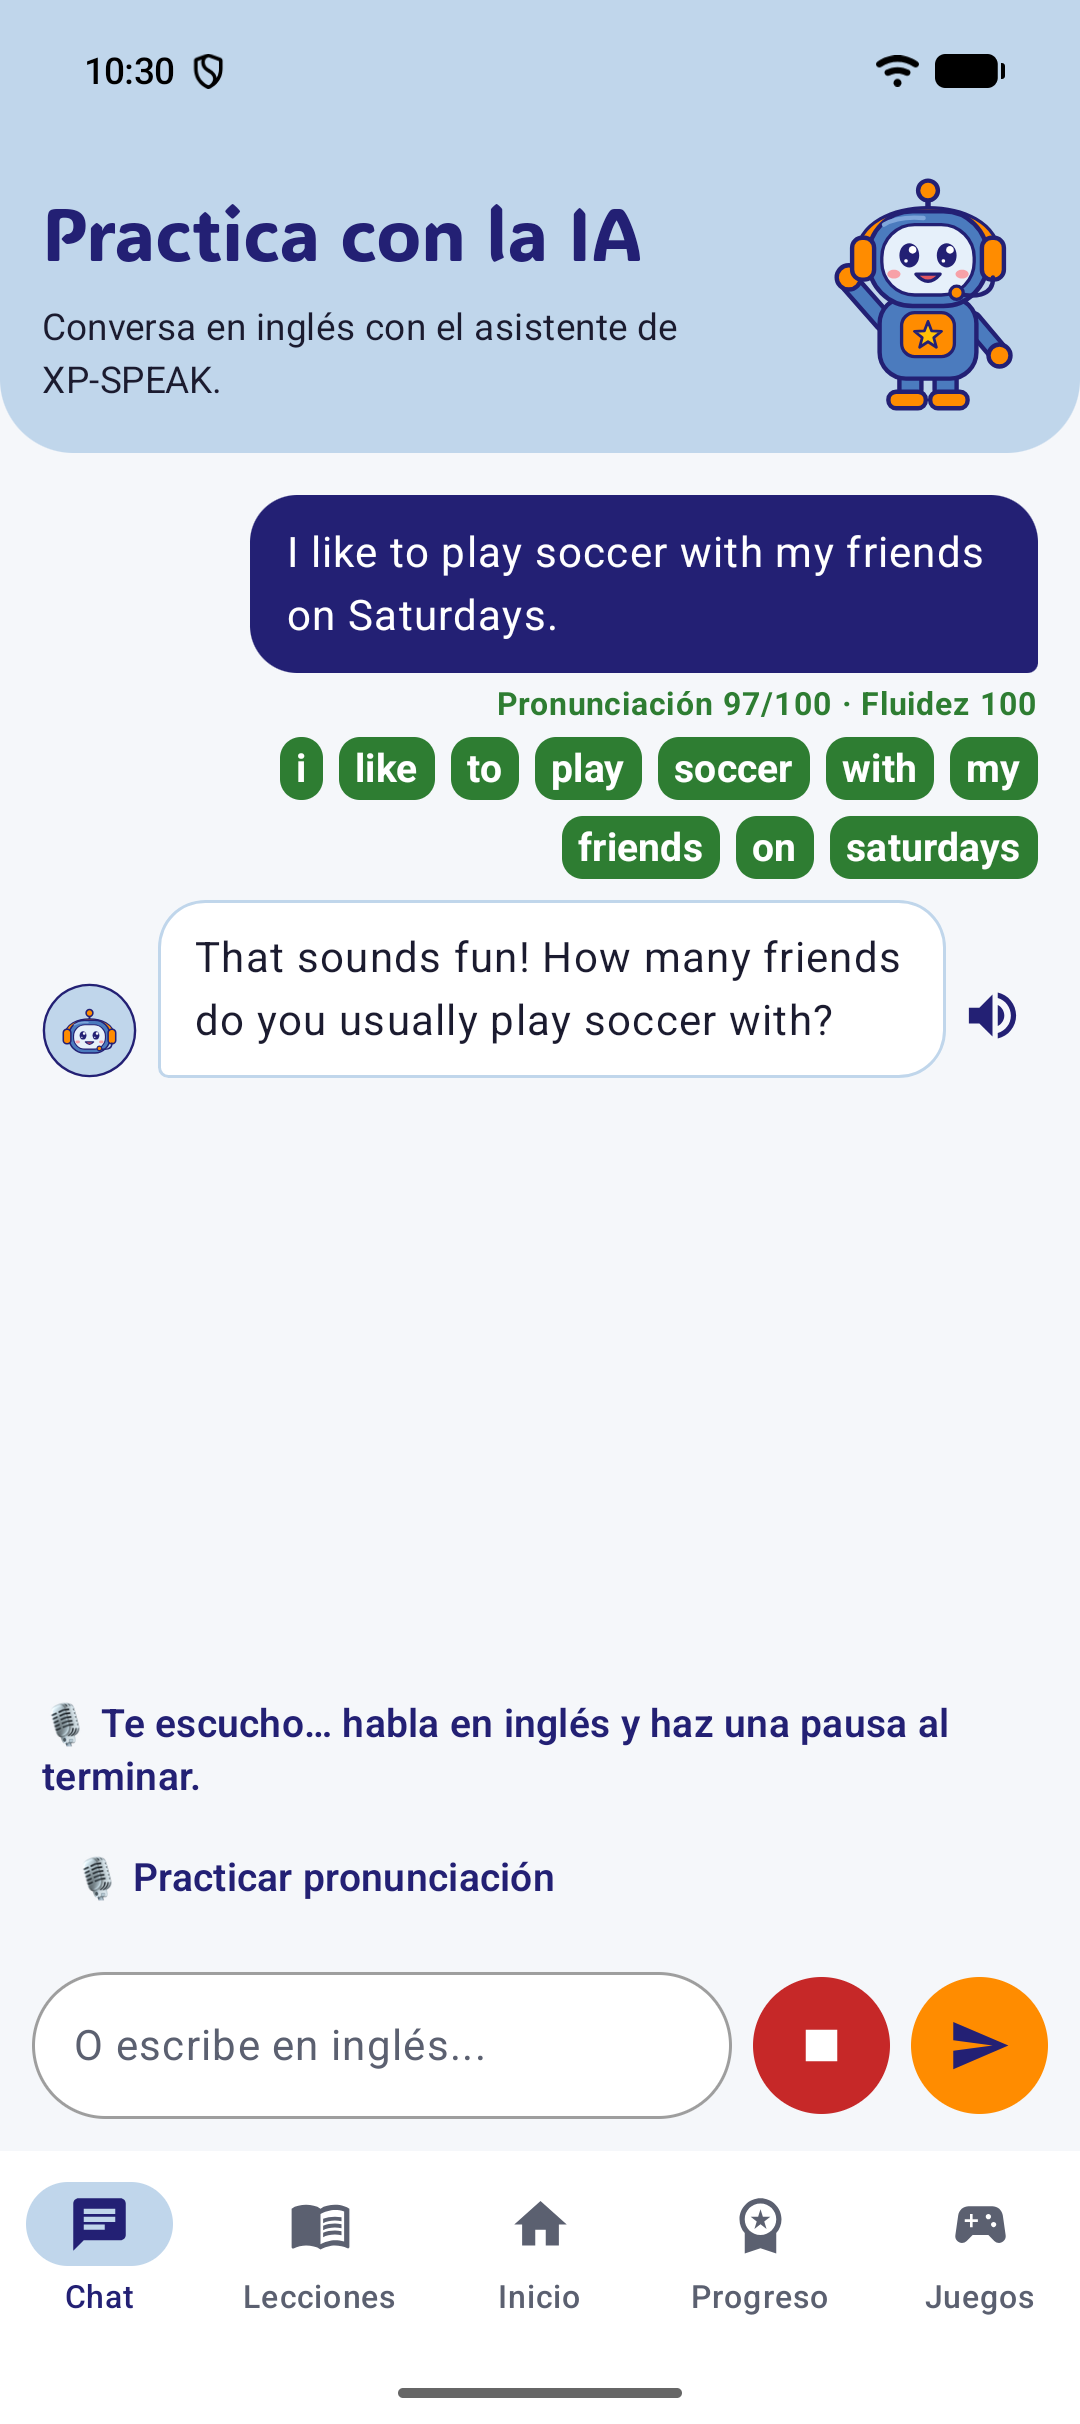 10:30
Practica con la IA
Conversa en inglés con el asistente de
XP-SPEAK.
I like to play soccer with my friends
on Saturdays.
Pronunciación 97/100 · Fluidez 100
i like to play soccer with my
friends on saturdays
That sounds fun! How many friends
do you usually play soccer with?
🎙️ Te escucho... habla en inglés y haz una pausa al
terminar.
🎙️ Practicar pronunciación
O escribe en inglés...
Chat Lecciones Inicio Progreso Juegos